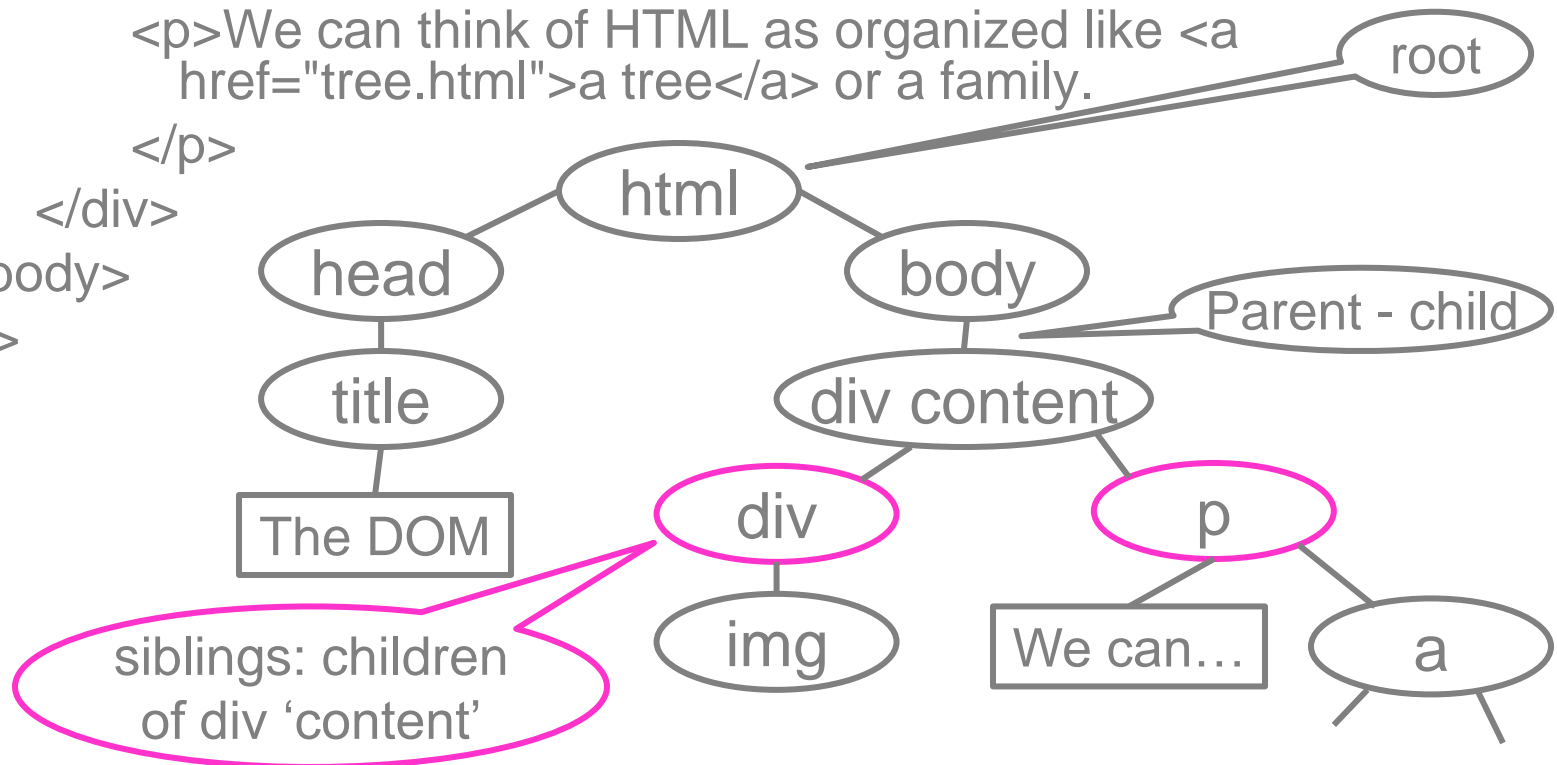 <p>We can think of HTML as organized like <a
href="tree.html">a tree</a> or a family.
</p>
</div>
body>
>
root
html
head
body
Parent - child
title
div content
The DOM
div
p
siblings: children
of div ‘content’
img
We can…
a